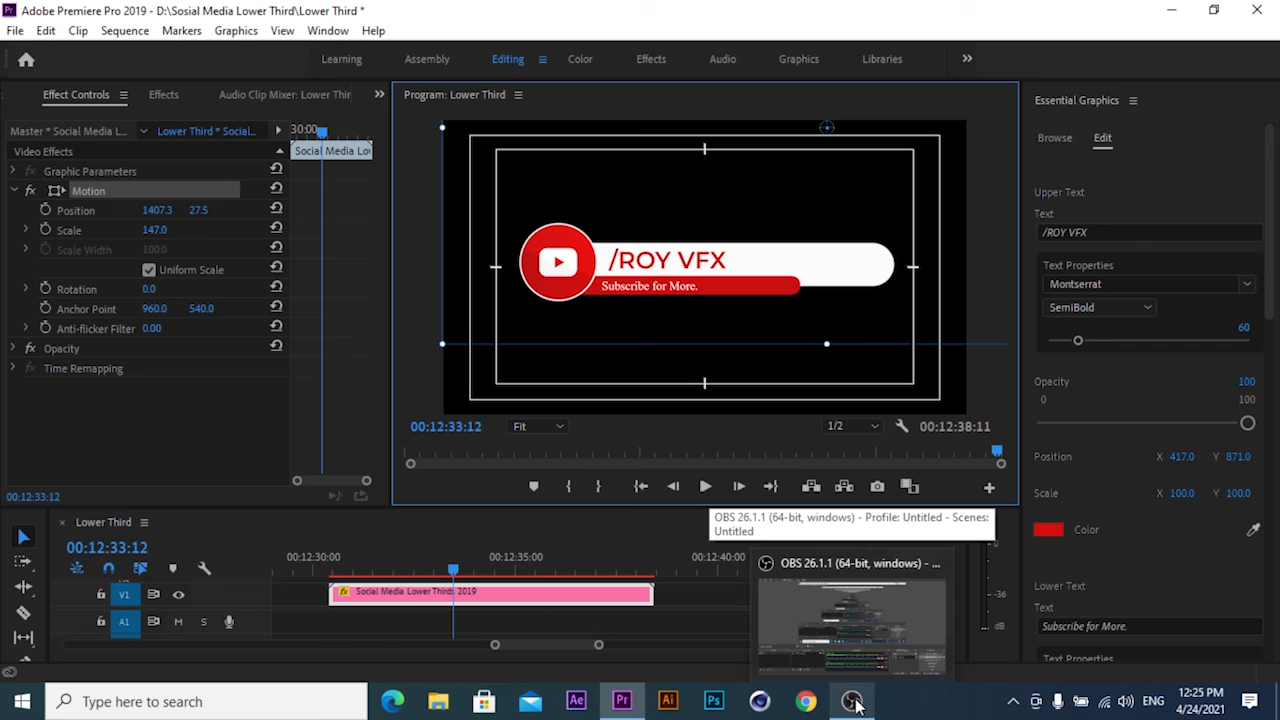 Adobe Premiere Pro 2019 - D:\Sosial Media Lower Third\Lower Third *
File Edit Clip Sequence Markers Graphics View Window Help
Learning Assembly Editing Color Effects Audio Graphics Libraries
Effect Controls Effects Audio Clip Mixer: Lower Thir
Master * Social Media L... Lower Third * Social... 30:00
Video Effects Social Media Lo
Graphic Parameters
fx Motion
Position 1407.3 27.5
Scale 147.0
Scale Width 100.0
Uniform Scale
Rotation 0.0
Anchor Point 960.0 540.0
Anti-flicker Filter 0.00
fx Opacity
Time Remapping
00:12:33:12
Program: Lower Third
/ROY VFX
Subscribe for More.
00:12:33:12 Fit 1/2 00:12:38:11
Essential Graphics
Browse Edit
Upper Text
Text
/ROY VFX
Text Properties
Montserrat
SemiBold
60
Opacity 100
0 100
Position X 417.0 Y 871.0
Scale X 100.0 Y 100.0
Color
Lower Text
Text
Subscribe for More.
Text Properties
OBS 26.1.1 (64-bit, windows) - Profile: Untitled - Scenes:
Untitled
OBS 26.1.1 (64-bit, windows) - ...
Lower Third
00:12:33:12
00:12:30:00 00:12:35:00 00:12:40:00
V1
fx Social Media Lower Thirds 2019
A1 M S
0
-36
dB
Type here to search
Ae Pr Ai Ps
ENG
12:25 PM
4/24/2021